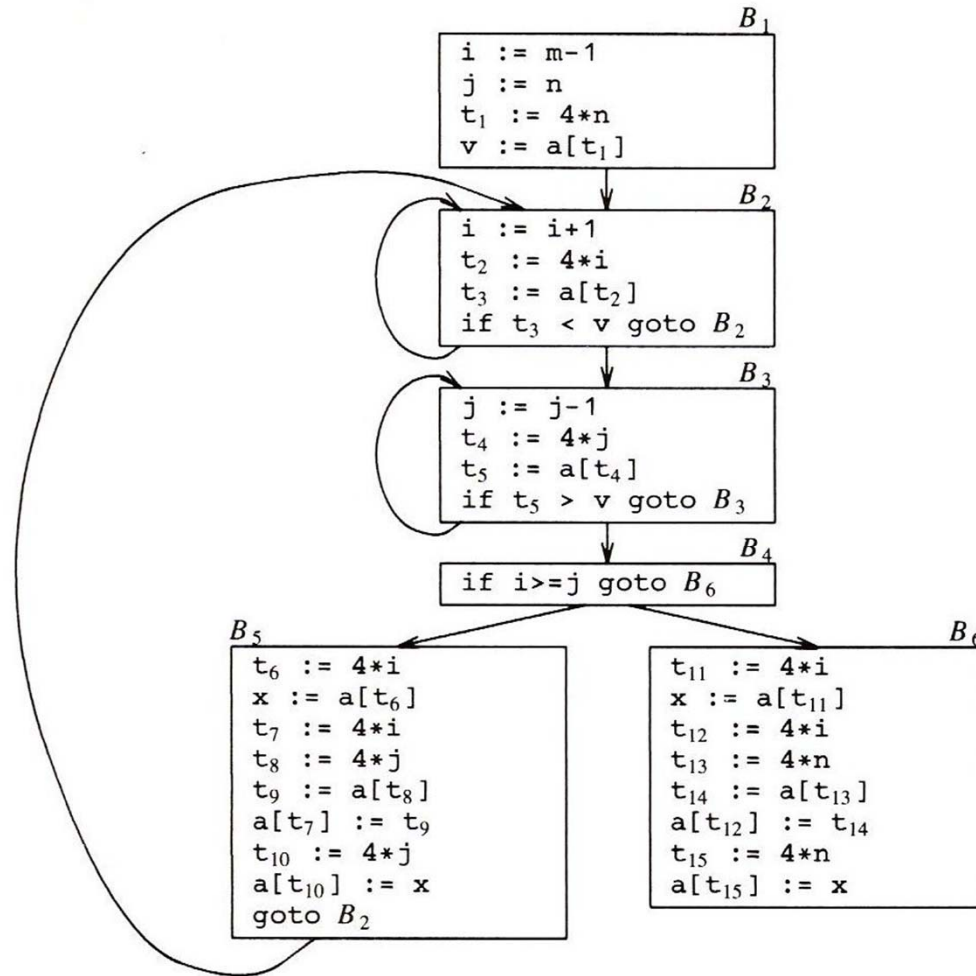 B₁
i := m-1
j := n
t₁ := 4*n
v := a[t₁]
B₂
i := i+1
t₂ := 4*i
t₃ := a[t₂]
if t₃ < v goto B₂
B₃
j := j-1
t₄ := 4*j
t₅ := a[t₄]
if t₅ > v goto B₃
B₄
if i>=j goto B₆
B₅
t₆ := 4*i
x := a[t₆]
t₇ := 4*i
t₈ := 4*j
t₉ := a[t₈]
a[t₇] := t₉
t₁₀ := 4*j
a[t₁₀] := x
goto B₂
B₆
t₁₁ := 4*i
x := a[t₁₁]
t₁₂ := 4*i
t₁₃ := 4*n
t₁₄ := a[t₁₃]
a[t₁₂] := t₁₄
t₁₅ := 4*n
a[t₁₅] := x